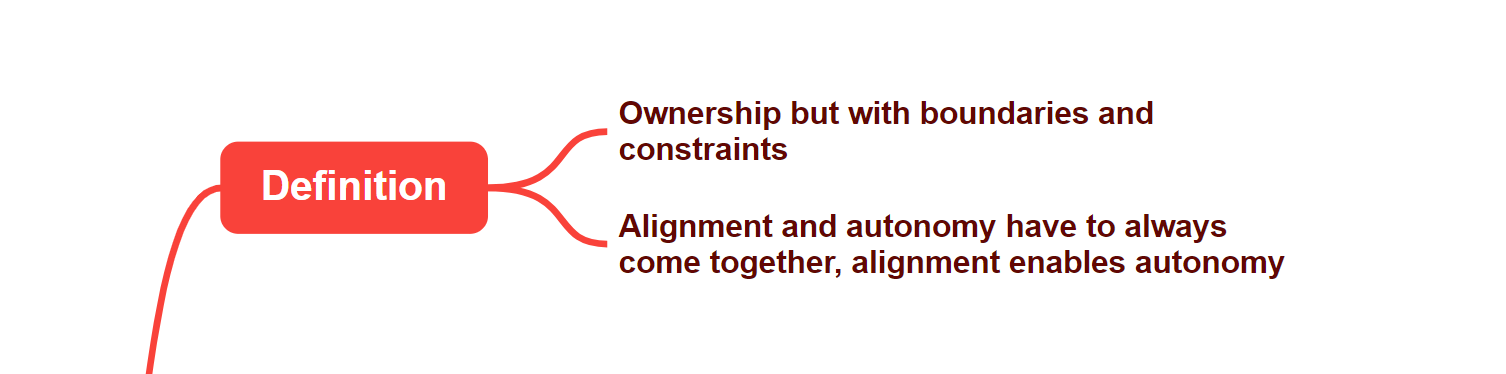 Definition
Ownership but with boundaries and
constraints
Alignment and autonomy have to always
come together, alignment enables autonomy